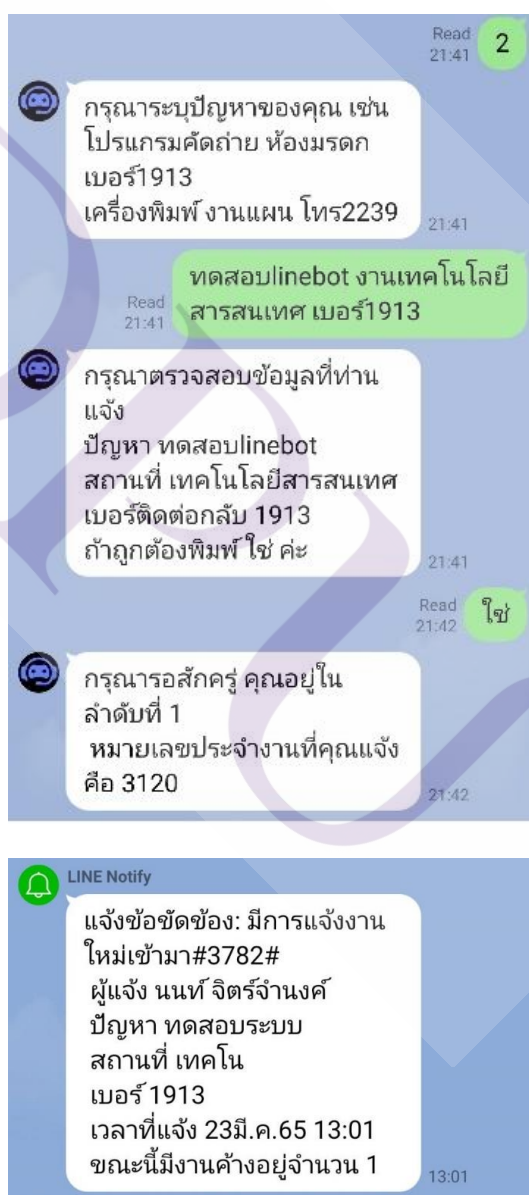 Read
21:41
2
กรุณาระบุปัญหาของคุณ เช่น
โปรแกรมคัดถ่าย ห้องมรดก
เบอร์1913
เครื่องพิมพ์ งานแผน โทร2239
21:41
ทดสอบlinebot งานเทคโนโลยี
สารสนเทศ เบอร์1913
Read
21:41
กรุณาตรวจสอบข้อมูลที่ท่าน
แจ้ง
ปัญหา ทดสอบlinebot
สถานที่ เทคโนโลยีสารสนเทศ
เบอร์ติดต่อกลับ 1913
ถ้าถูกต้องพิมพ์ ใช่ ค่ะ
21:41
Read
21:42
ใช่
กรุณารอสักครู่ คุณอยู่ใน
ลำดับที่ 1
หมายเลขประจำงานที่คุณแจ้ง
คือ 3120
21:42
LINE Notify
แจ้งข้อขัดข้อง: มีการแจ้งงาน
ใหม่เข้ามา#3782#
ผู้แจ้ง นนท์ จิตร์จำนงค์
ปัญหา ทดสอบระบบ
สถานที่ เทคโน
เบอร์ 1913
เวลาที่แจ้ง 23มี.ค.65 13:01
ขณะนี้มีงานค้างอยู่จำนวน 1
13:01